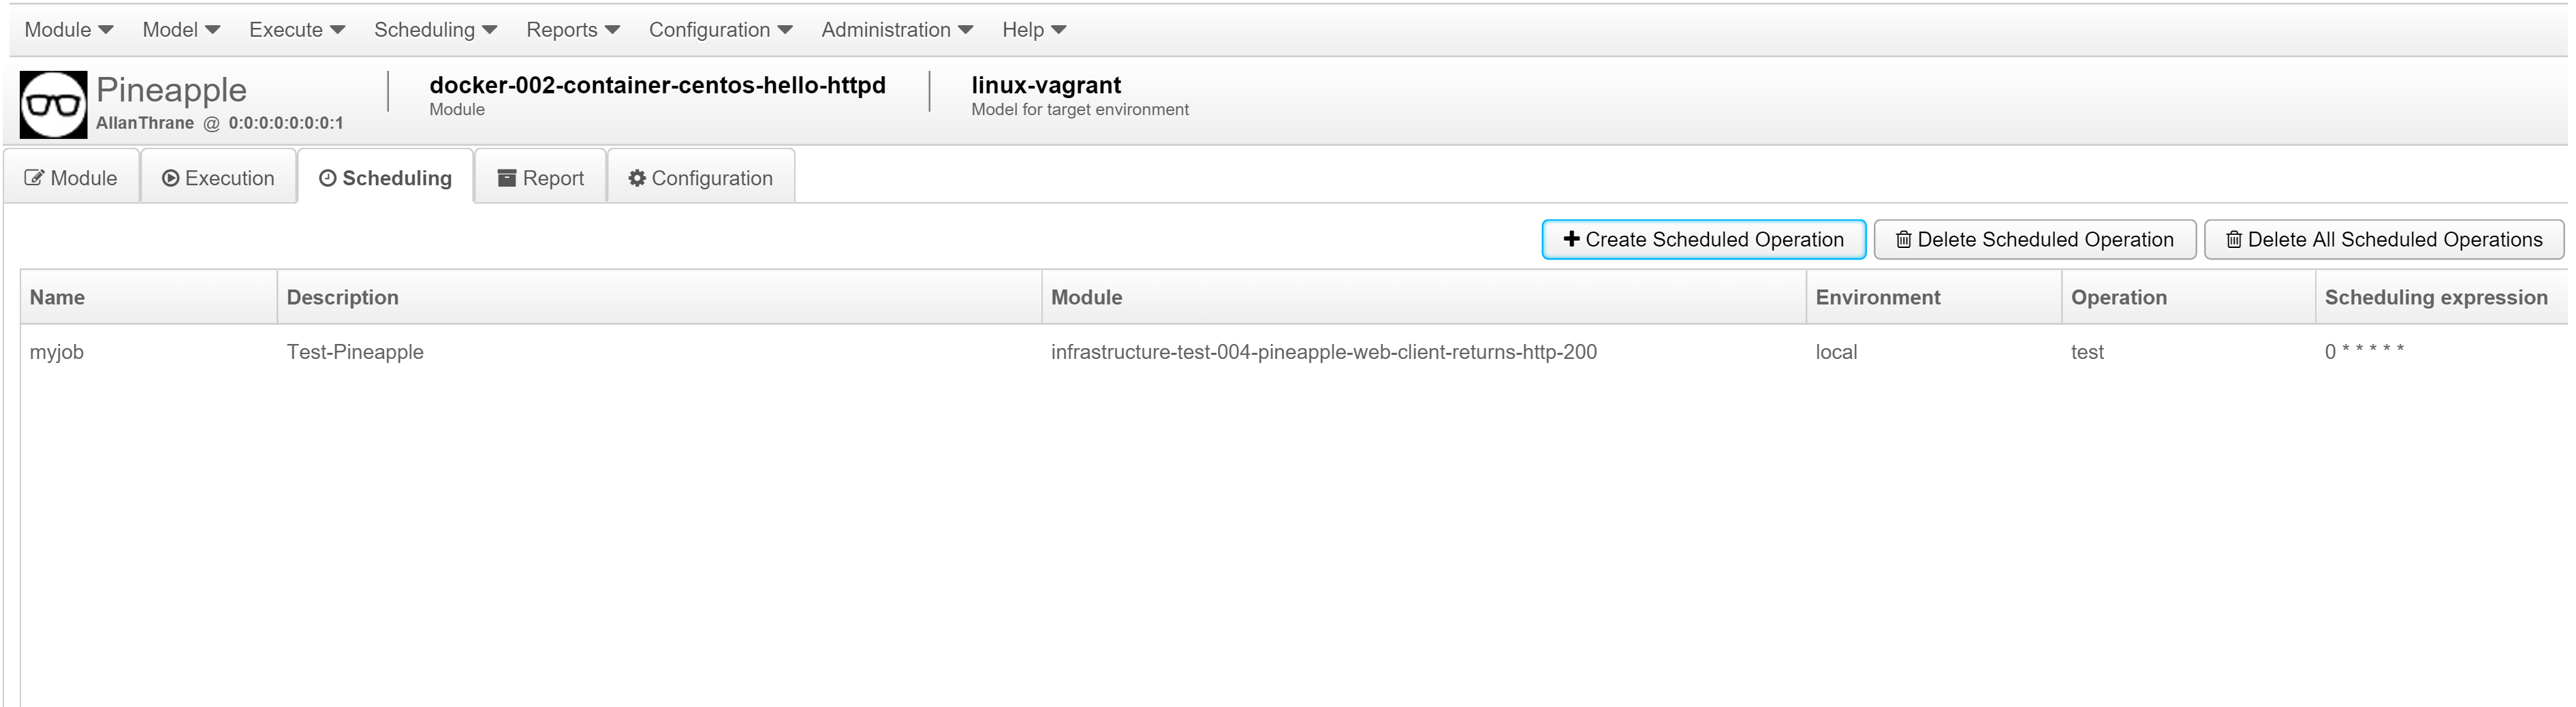 Module Model Execute Scheduling Reports Configuration Administration Help
Pineapple
AllanThrane @ 0:0:0:0:0:0:0:1
docker-002-container-centos-hello-httpd
Module
linux-vagrant
Model for target environment
Module Execution Scheduling Report Configuration
Create Scheduled Operation Delete Scheduled Operation Delete All Scheduled Operations
Name Description Module Environment Operation Scheduling expression
myjob Test-Pineapple infrastructure-test-004-pineapple-web-client-returns-http-200 local test 0 * * * * *